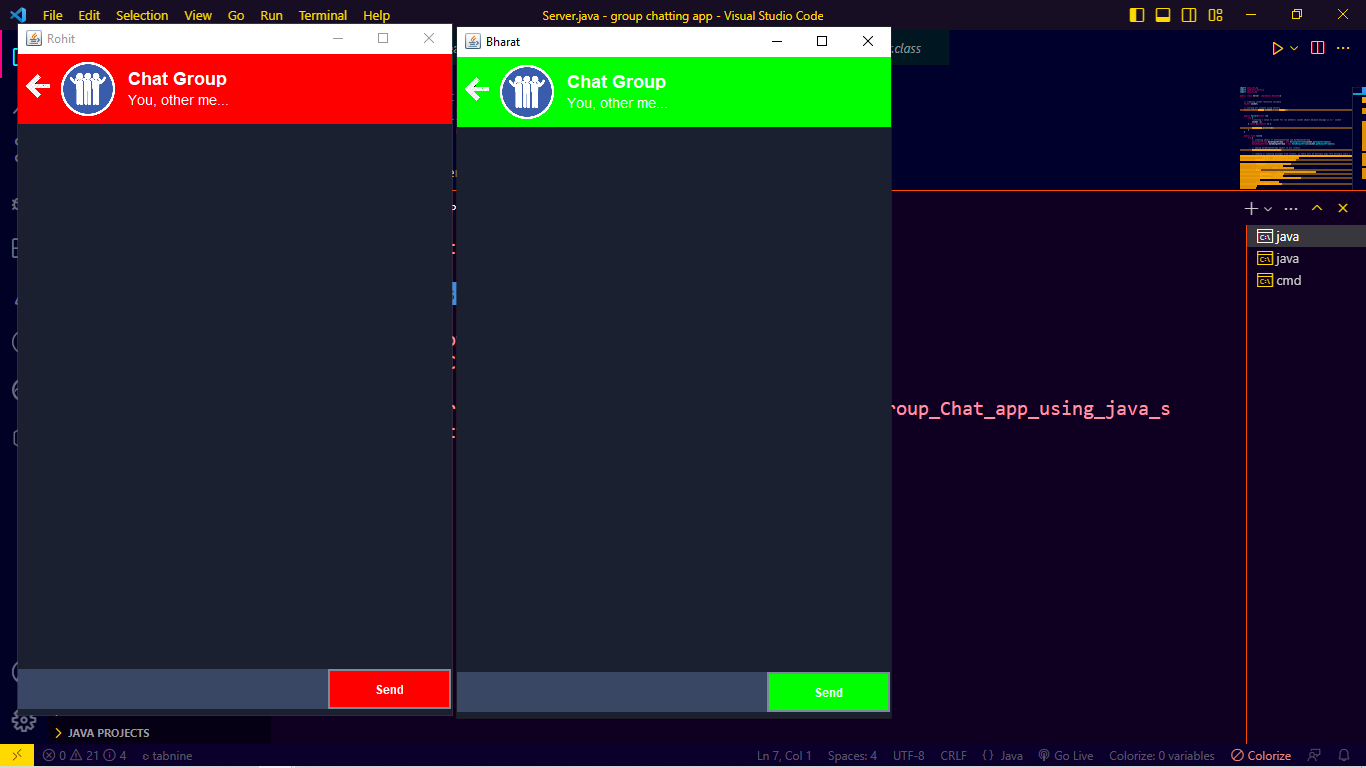 File Edit Selection View Go Run Terminal Help
Server.java - group chatting app - Visual Studio Code
Rohit
Chat Group
You, other me...
Send
Bharat
Chat Group
You, other me...
Send
.class
roup_Chat_app_using_java_s
java
java
cmd
JAVA PROJECTS
0 21 4 tabnine
Ln 7, Col 1 Spaces: 4 UTF-8 CRLF {} Java Go Live Colorize: 0 variables Colorize